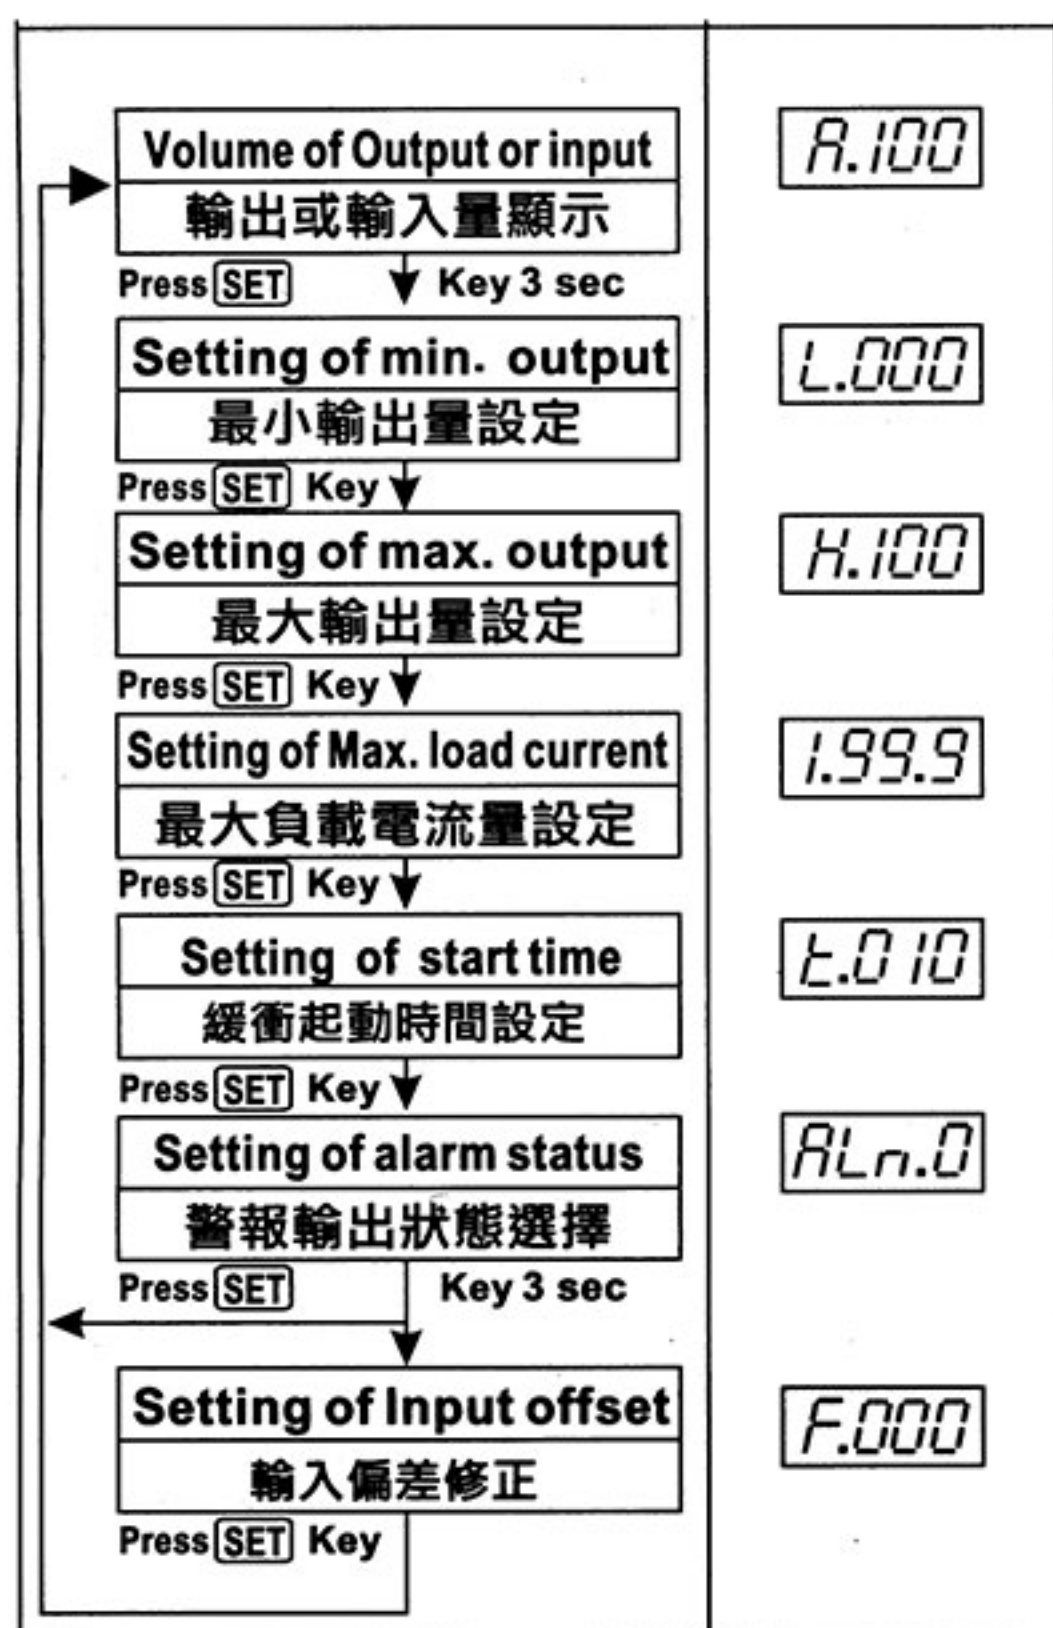 Volume of Output or input
A.100
輸出或輸入量顯示
Press SET Key 3 sec
Setting of min. output
L.000
最小輸出量設定
Press SET Key
Setting of max. output
H.100
最大輸出量設定
Press SET Key
Setting of Max. load current
I.99.9
最大負載電流量設定
Press SET Key
Setting of start time
t.010
緩衝起動時間設定
Press SET Key
Setting of alarm status
ALn.0
警報輸出狀態選擇
Press SET Key 3 sec
Setting of Input offset
F.000
輸入偏差修正
Press SET Key